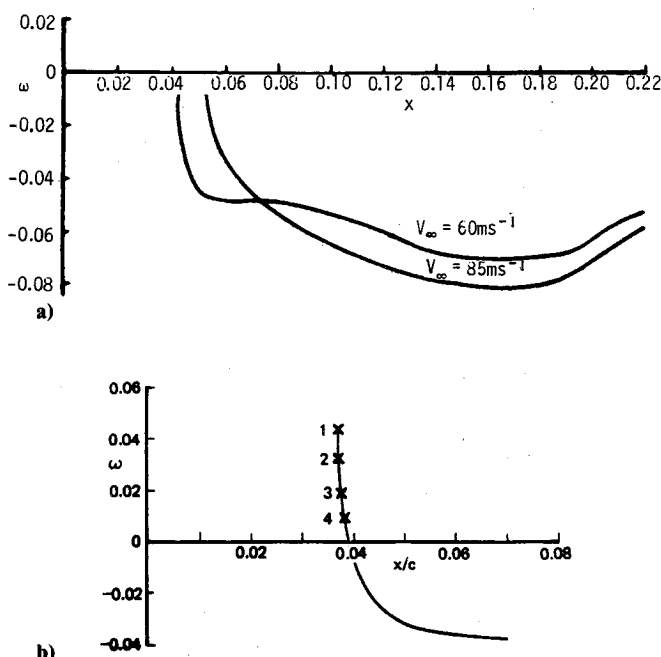 0.02
0
ω
0.02 0.04 0.06 0.08 0.10 0.12 0.14 0.16 0.18 0.20 0.22
X
-0.02
-0.04
V∞ = 60ms⁻¹
-0.06
V∞ = 85ms⁻¹
-0.08
a)
0.06
1
0.04
ω
2
0.02
3
4
0
0.02 0.04 0.06 0.08
x/c
-0.02
-0.04
b)